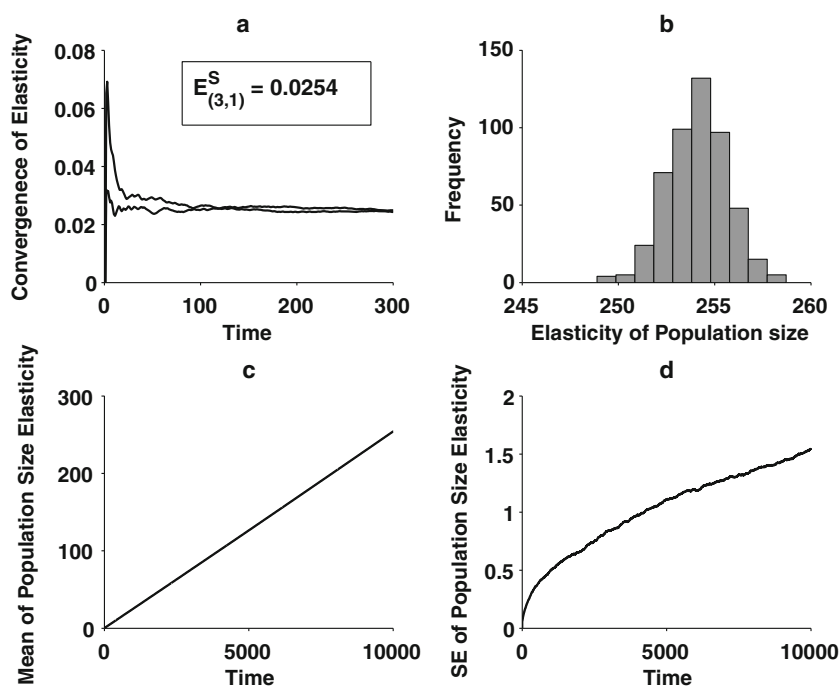 a
Convergenece of Elasticity
0.08
0.06
0.04
0.02
0
E^S_(3,1) = 0.0254
0 100 200 300
Time
b
Frequency
150
100
50
0
245 250 255 260
Elasticity of Population size
c
Mean of Population Size Elasticity
300
200
100
0
0 5000 10000
Time
d
SE of Population Size Elasticity
2
1.5
1
0.5
0
0 5000 10000
Time